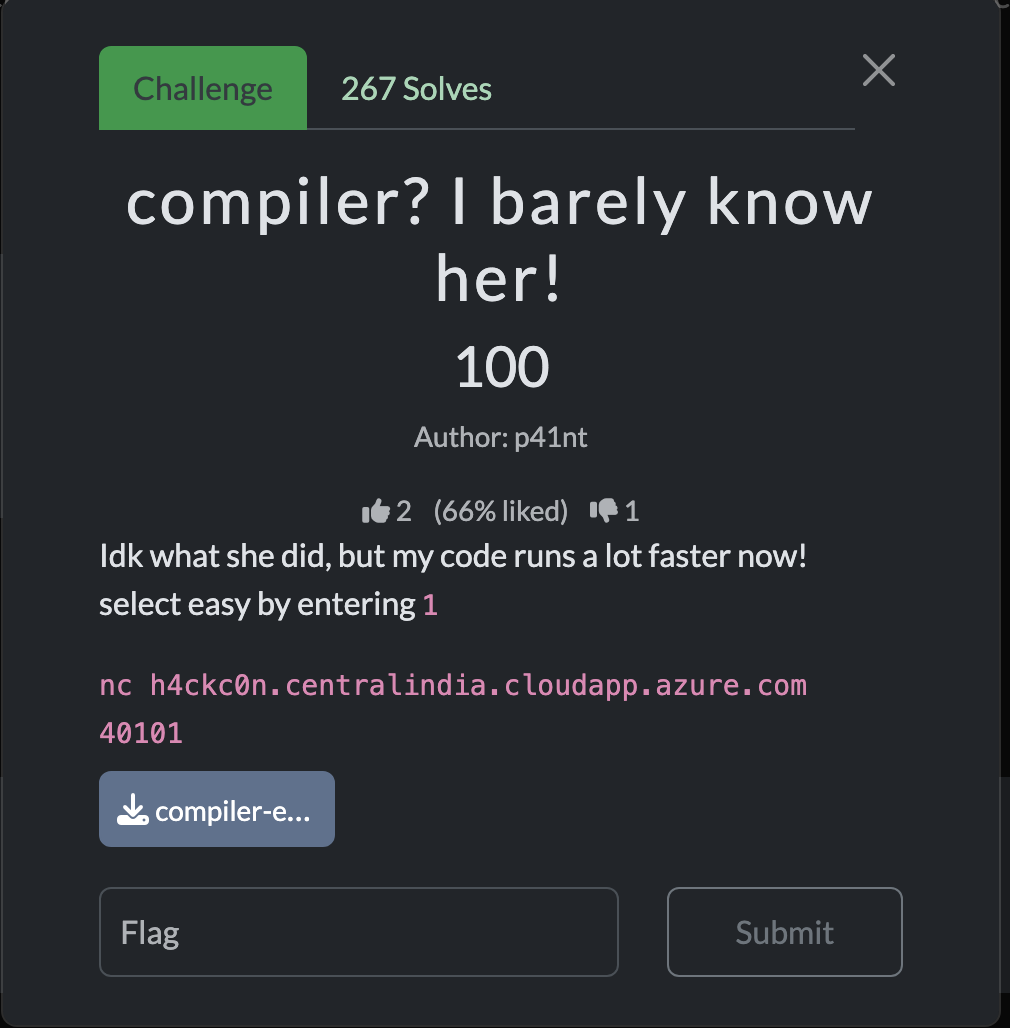 Challenge
267 Solves
compiler? I barely know
her!
100
Author: p41nt
2 (66% liked) 1
Idk what she did, but my code runs a lot faster now!
select easy by entering 1
nc h4ckc0n.centralindia.cloudapp.azure.com
40101
compiler-e...
Flag
Submit